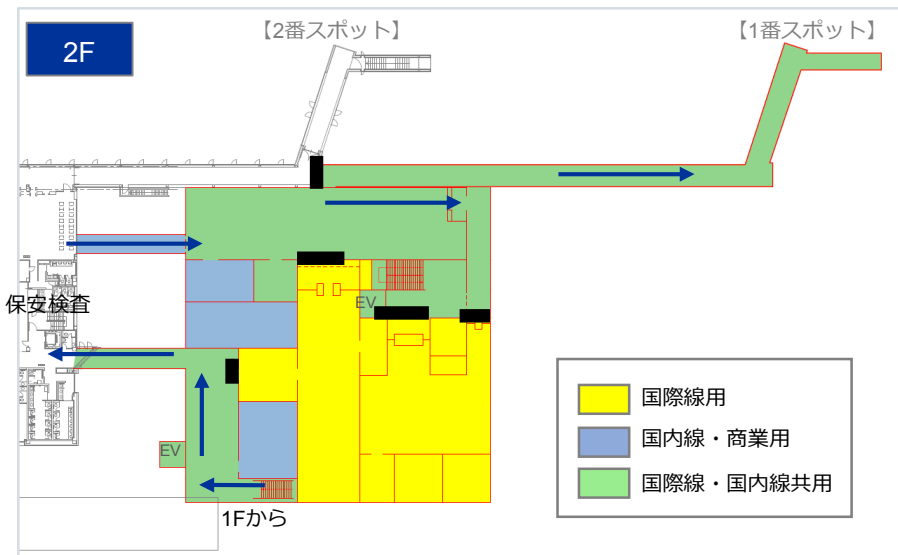 2F
【2番スポット】
【1番スポット】
保安検査
EV
EV
1Fから
国際線用
国内線・商業用
国際線・国内線共用